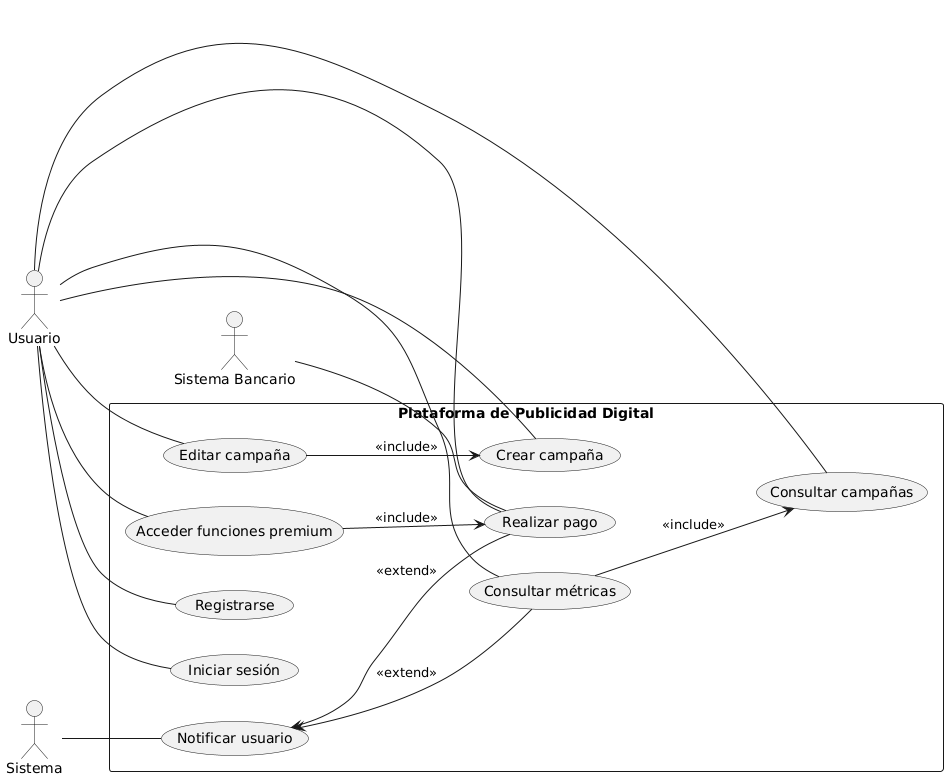 Usuario
Sistema Bancario
Plataforma de Publicidad Digital
Editar campaña
«include»
Crear campaña
Consultar campañas
Acceder funciones premium
«include»
Realizar pago
«include»
«extend»
Consultar métricas
Registrarse
Iniciar sesión
«extend»
Notificar usuario
Sistema